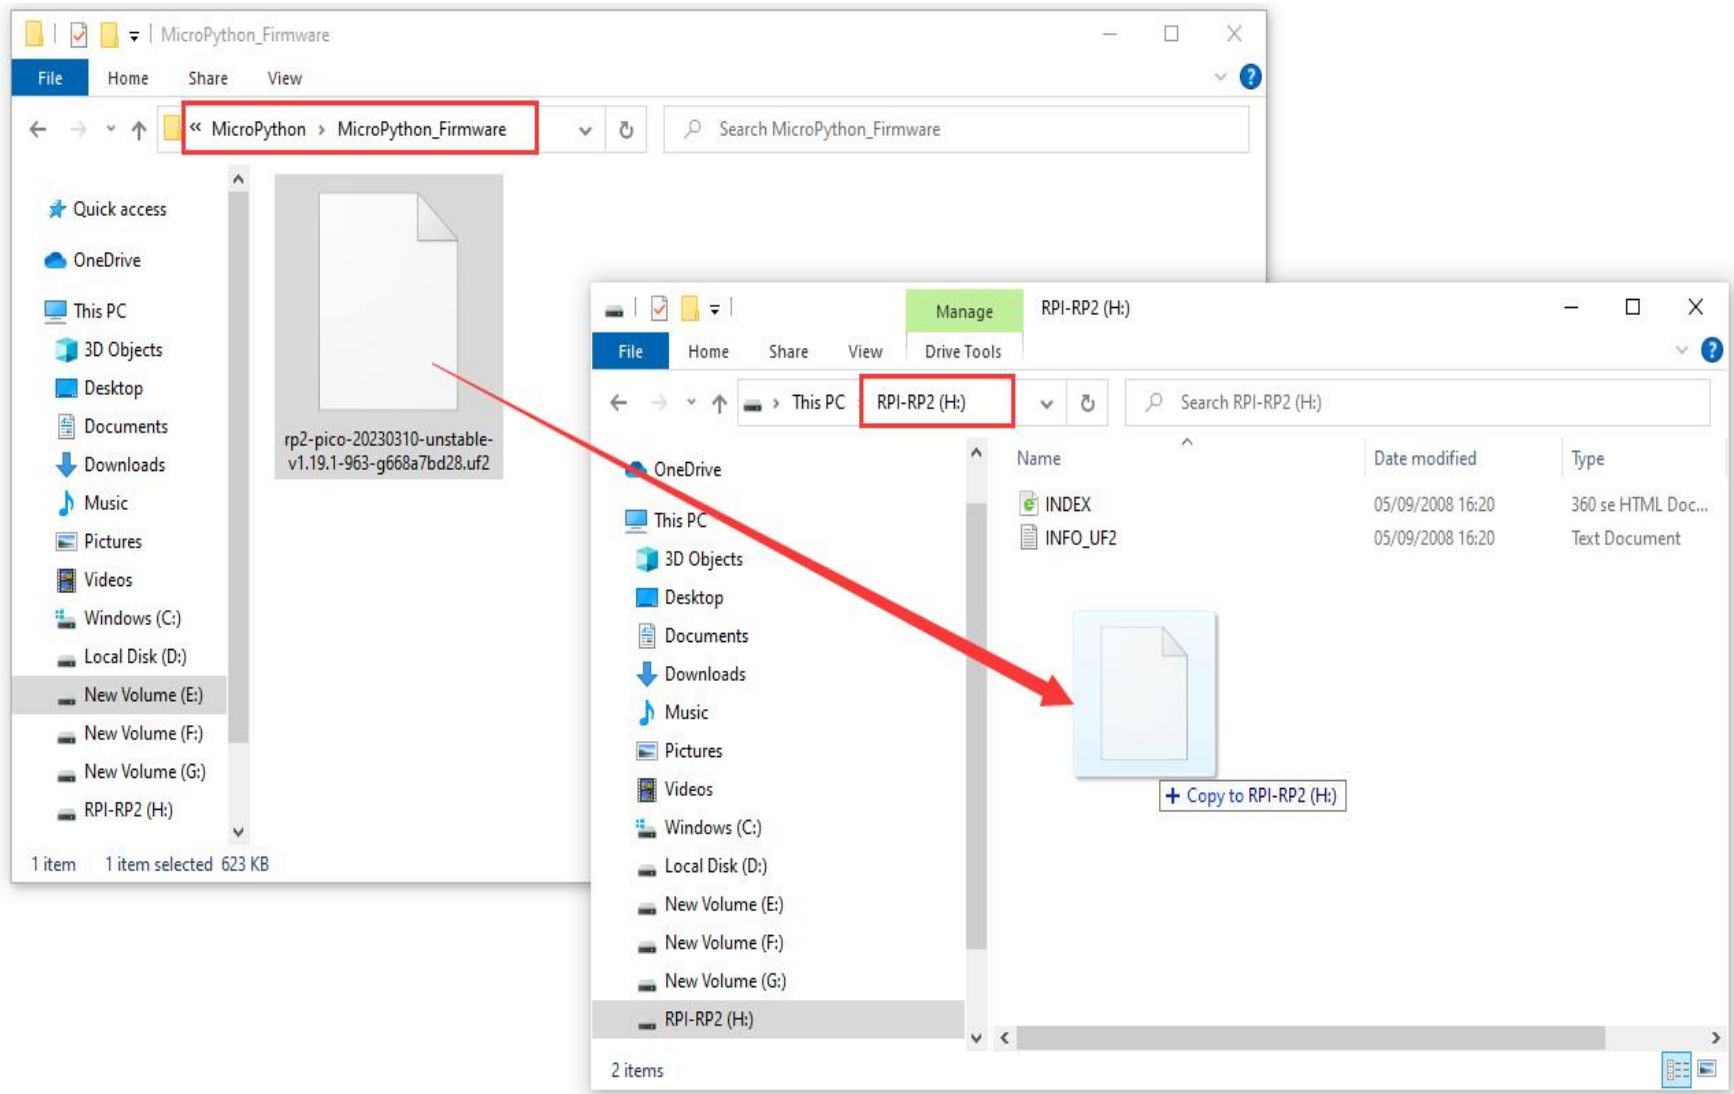 MicroPython_Firmware
File Home Share View
« MicroPython › MicroPython_Firmware
Search MicroPython_Firmware
Quick access
OneDrive
This PC
3D Objects
Desktop
Documents
Downloads
Music
Pictures
Videos
Windows (C:)
Local Disk (D:)
New Volume (E:)
New Volume (F:)
New Volume (G:)
RPI-RP2 (H:)
rp2-pico-20230310-unstable-
v1.19.1-963-g668a7bd28.uf2
1 item 1 item selected 623 KB
Manage RPI-RP2 (H:)
File Home Share View Drive Tools
› This PC › RPI-RP2 (H:)
Search RPI-RP2 (H:)
OneDrive
This PC
3D Objects
Desktop
Documents
Downloads
Music
Pictures
Videos
Windows (C:)
Local Disk (D:)
New Volume (E:)
New Volume (F:)
New Volume (G:)
RPI-RP2 (H:)
Name Date modified Type
INDEX 05/09/2008 16:20 360 se HTML Doc...
INFO_UF2 05/09/2008 16:20 Text Document
+ Copy to RPI-RP2 (H:)
2 items